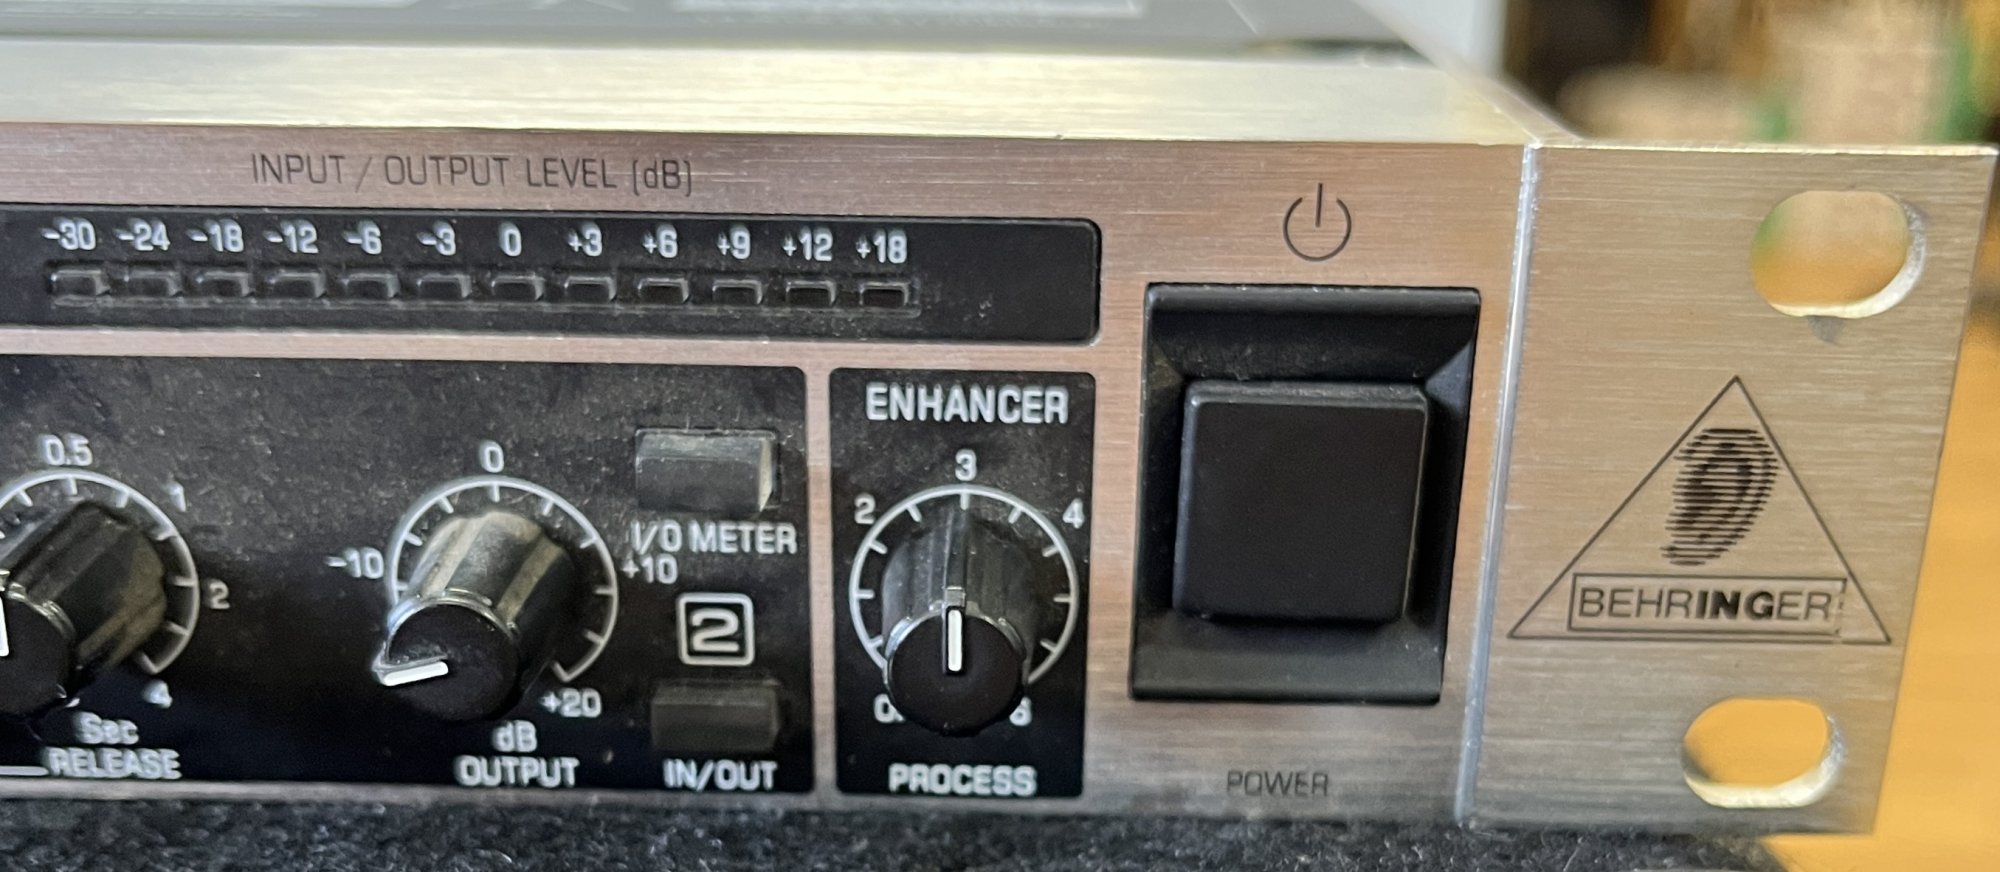 INPUT / OUTPUT LEVEL (dB)
-30 -24 -18 -12 -6 -3 0 +3 +6 +9 +12 +18
ENHANCER
0.5
1
2
4
Sec
RELEASE
0
-10
+10
+20
dB
OUTPUT
I/O METER
2
IN/OUT
2
3
4
PROCESS
POWER
BEHRINGER